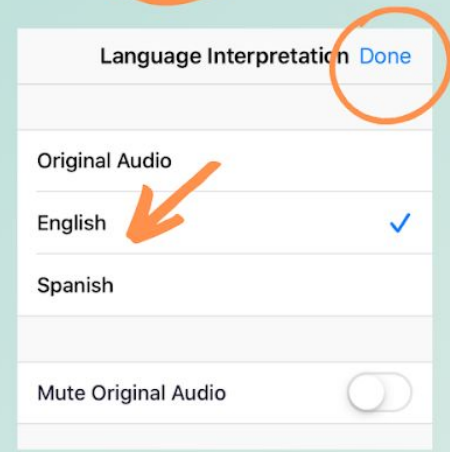 Language Interpretation Done
Original Audio
English
Spanish
Mute Original Audio